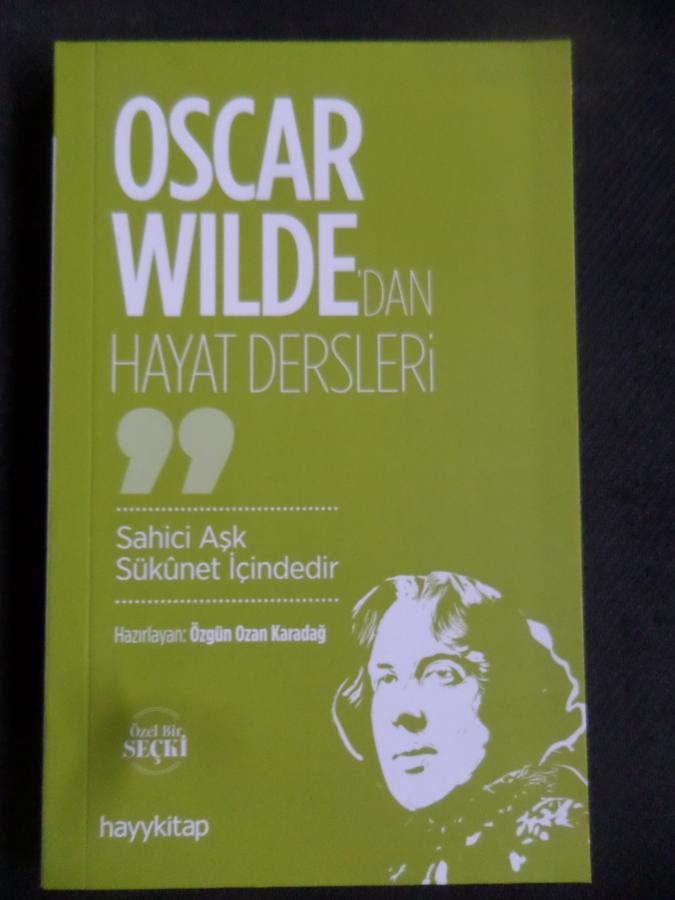 OSCAR
WILDE'DAN
HAYAT DERSLERİ
Sahici Aşk
Sükûnet İçindedir
Hazırlayan: Özgün Ozan Karadağ
Özel Bir
SEÇKİ
hayykitap